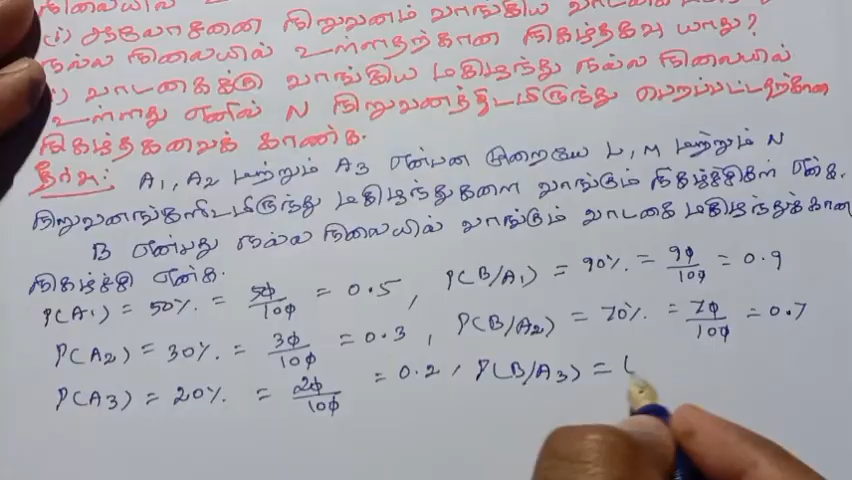 (i) ஆலோசனை நிறுவனம் வாங்கிய வாடகை
நல்ல நிலையில் உள்ளதற்கான நிகழ்தகவு யாது?
வாடகைக்கு வாங்கிய மகிழுந்து நல்ல நிலையில்
உள்ளது எனில் N நிறுவனத்திடமிருந்து பெறப்பட்டதற்கான
நிகழ்தகவைக் காண்க.
தீர்வு: A1, A2 மற்றும் A3 என்பன முறையே L, M மற்றும் N
நிறுவனங்களிடமிருந்து மகிழுந்துகளை வாங்கும் நிகழ்ச்சிகள் என்க.
B என்பது நல்ல நிலையில் வாங்கும் வாடகை மகிழுந்துக்கான
நிகழ்ச்சி என்க.
P(A1) = 50% = 50/100 = 0.5, P(B/A1) = 90% = 90/100 = 0.9
P(A2) = 30% = 30/100 = 0.3, P(B/A2) = 70% = 70/100 = 0.7
P(A3) = 20% = 20/100 = 0.2, P(B/A3) =